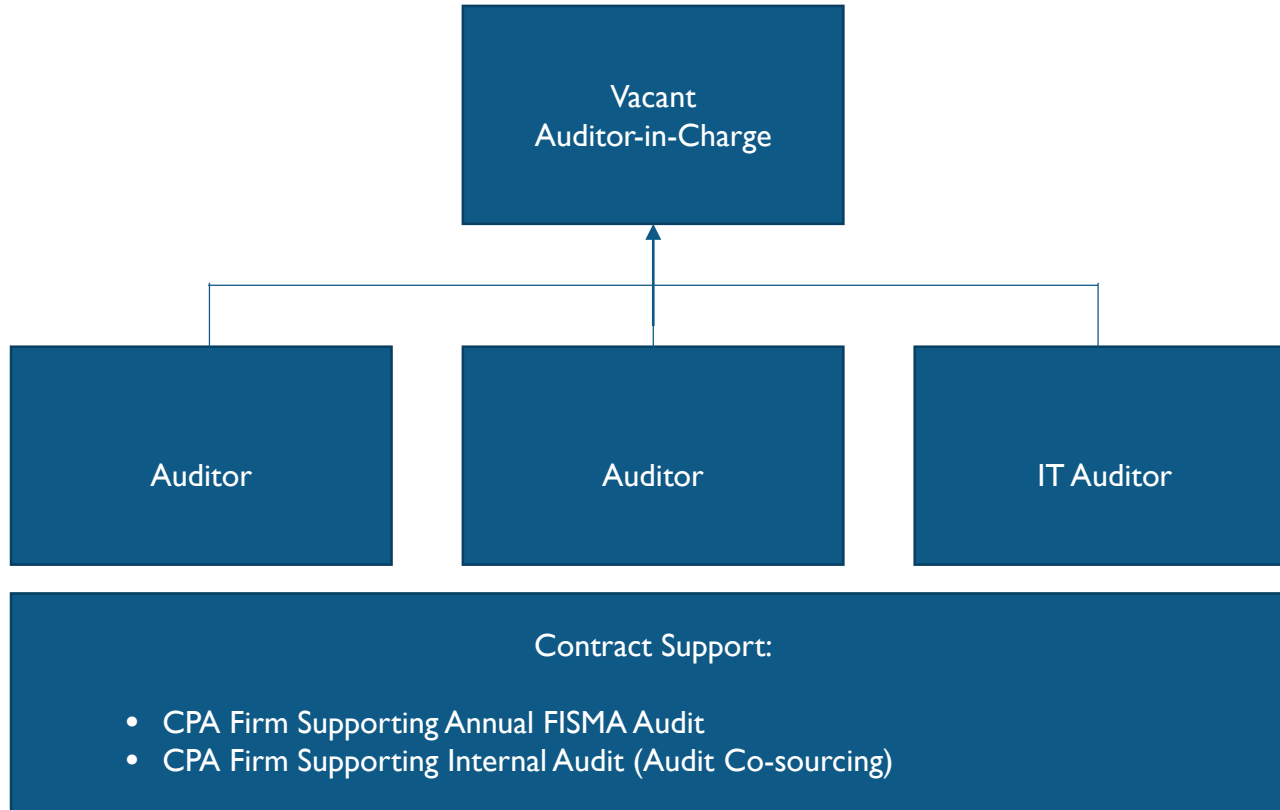 Vacant
Auditor-in-Charge
Auditor
Auditor
IT Auditor
Contract Support:
• CPA Firm Supporting Annual FISMA Audit
• CPA Firm Supporting Internal Audit (Audit Co-sourcing)